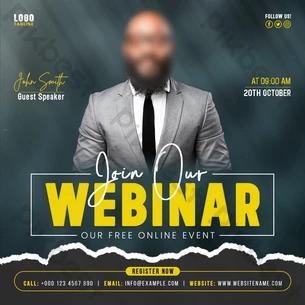 LOGO
TAGLINE
FOLLOW US!
John Smith
Guest Speaker
AT 09:00 AM
20TH OCTOBER
Join Our
WEBINAR
OUR FREE ONLINE EVENT
REGISTER NOW
CALL: +000 123 4567 890 | EMAIL: INFO@EXAMPLE.COM | WEBSITE: WWW.WEBSITENAME.COM